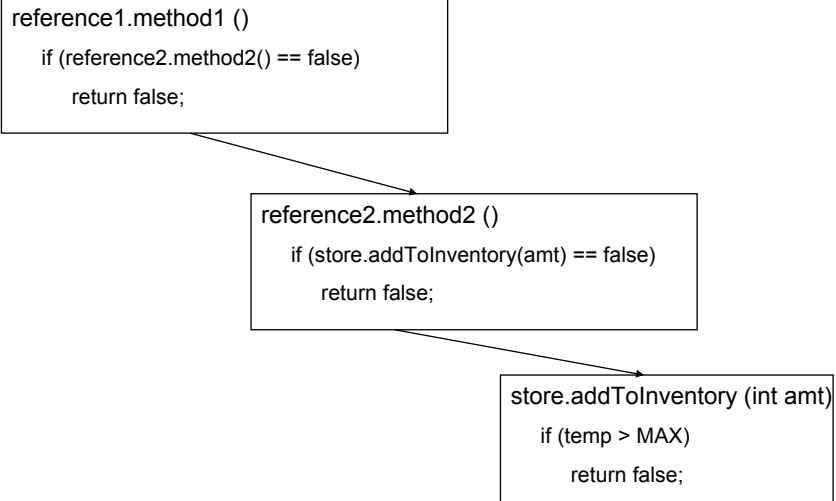 reference1.method1 ()
if (reference2.method2() == false)
return false;
reference2.method2 ()
if (store.addToInventory(amt) == false)
return false;
store.addToInventory (int amt)
if (temp > MAX)
return false;